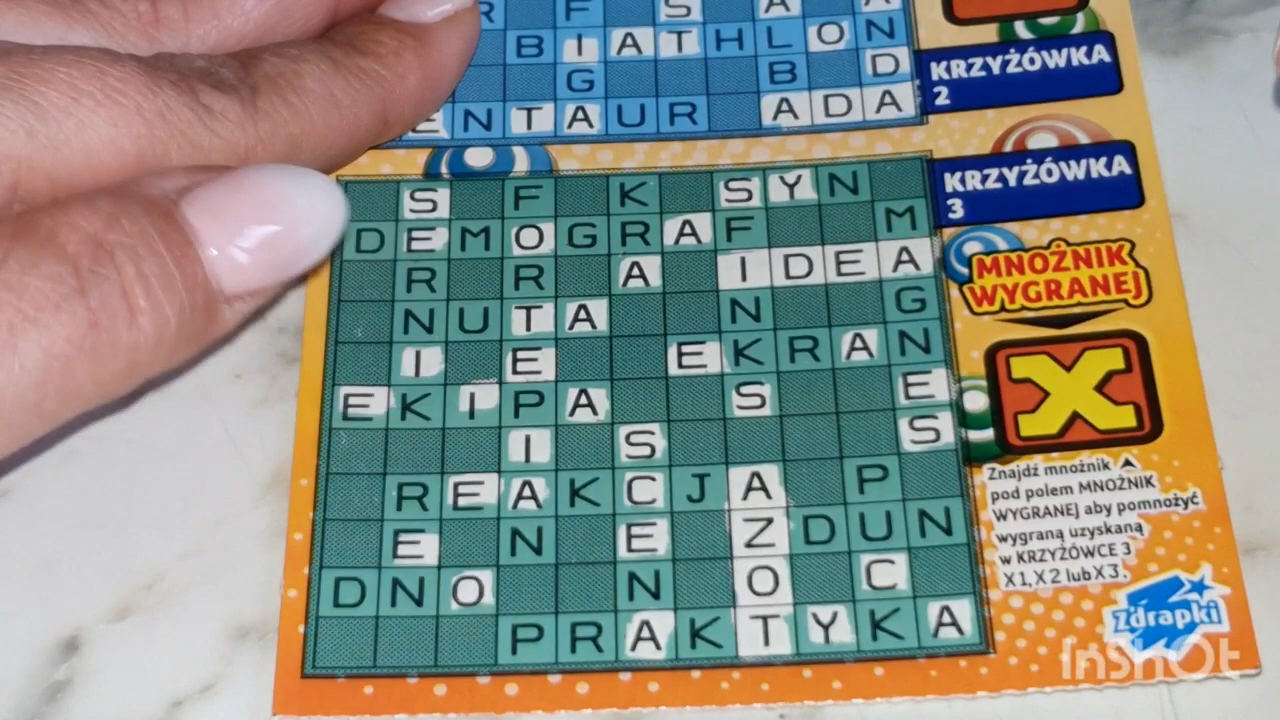 BIATHLON
ENTAUR ADA
KRZYŻÓWKA
2
KRZYŻÓWKA
3
S F K SYN
DEMOGRAF F M
R R A IDEA
NUTA N G
I E EKRAN
EKIPA S E
I S S
REAKCJA P
E N E ZDUN
DNO N O C
PRAKTYKA
MNOŻNIK
WYGRANEJ
X
Znajdź mnożnik
pod polem MNOŻNIK
WYGRANEJ aby pomnożyć
wygraną uzyskaną
w KRZYŻÓWCE 3
X1, X2 lub X3.
Zdrapki
InShOt